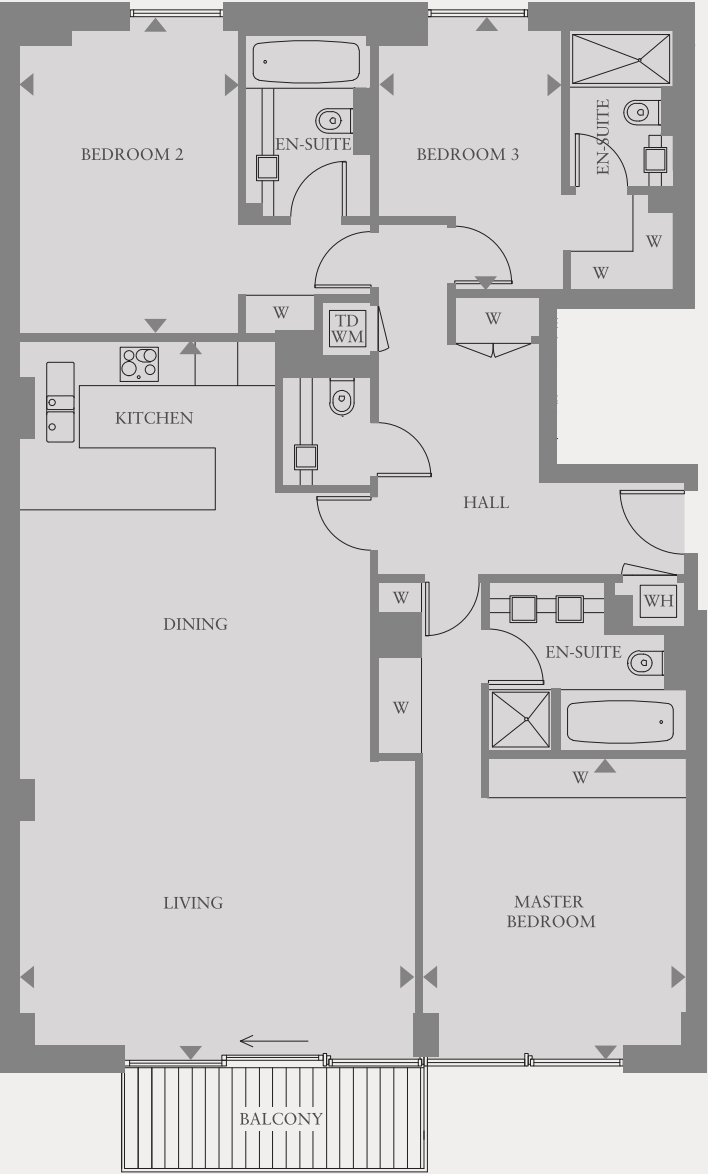 BEDROOM 2
EN-SUITE
BEDROOM 3
EN-SUITE
W
W
W
TD
WM
W
KITCHEN
HALL
W
WH
DINING
EN-SUITE
W
W
LIVING
MASTER
BEDROOM
BALCONY